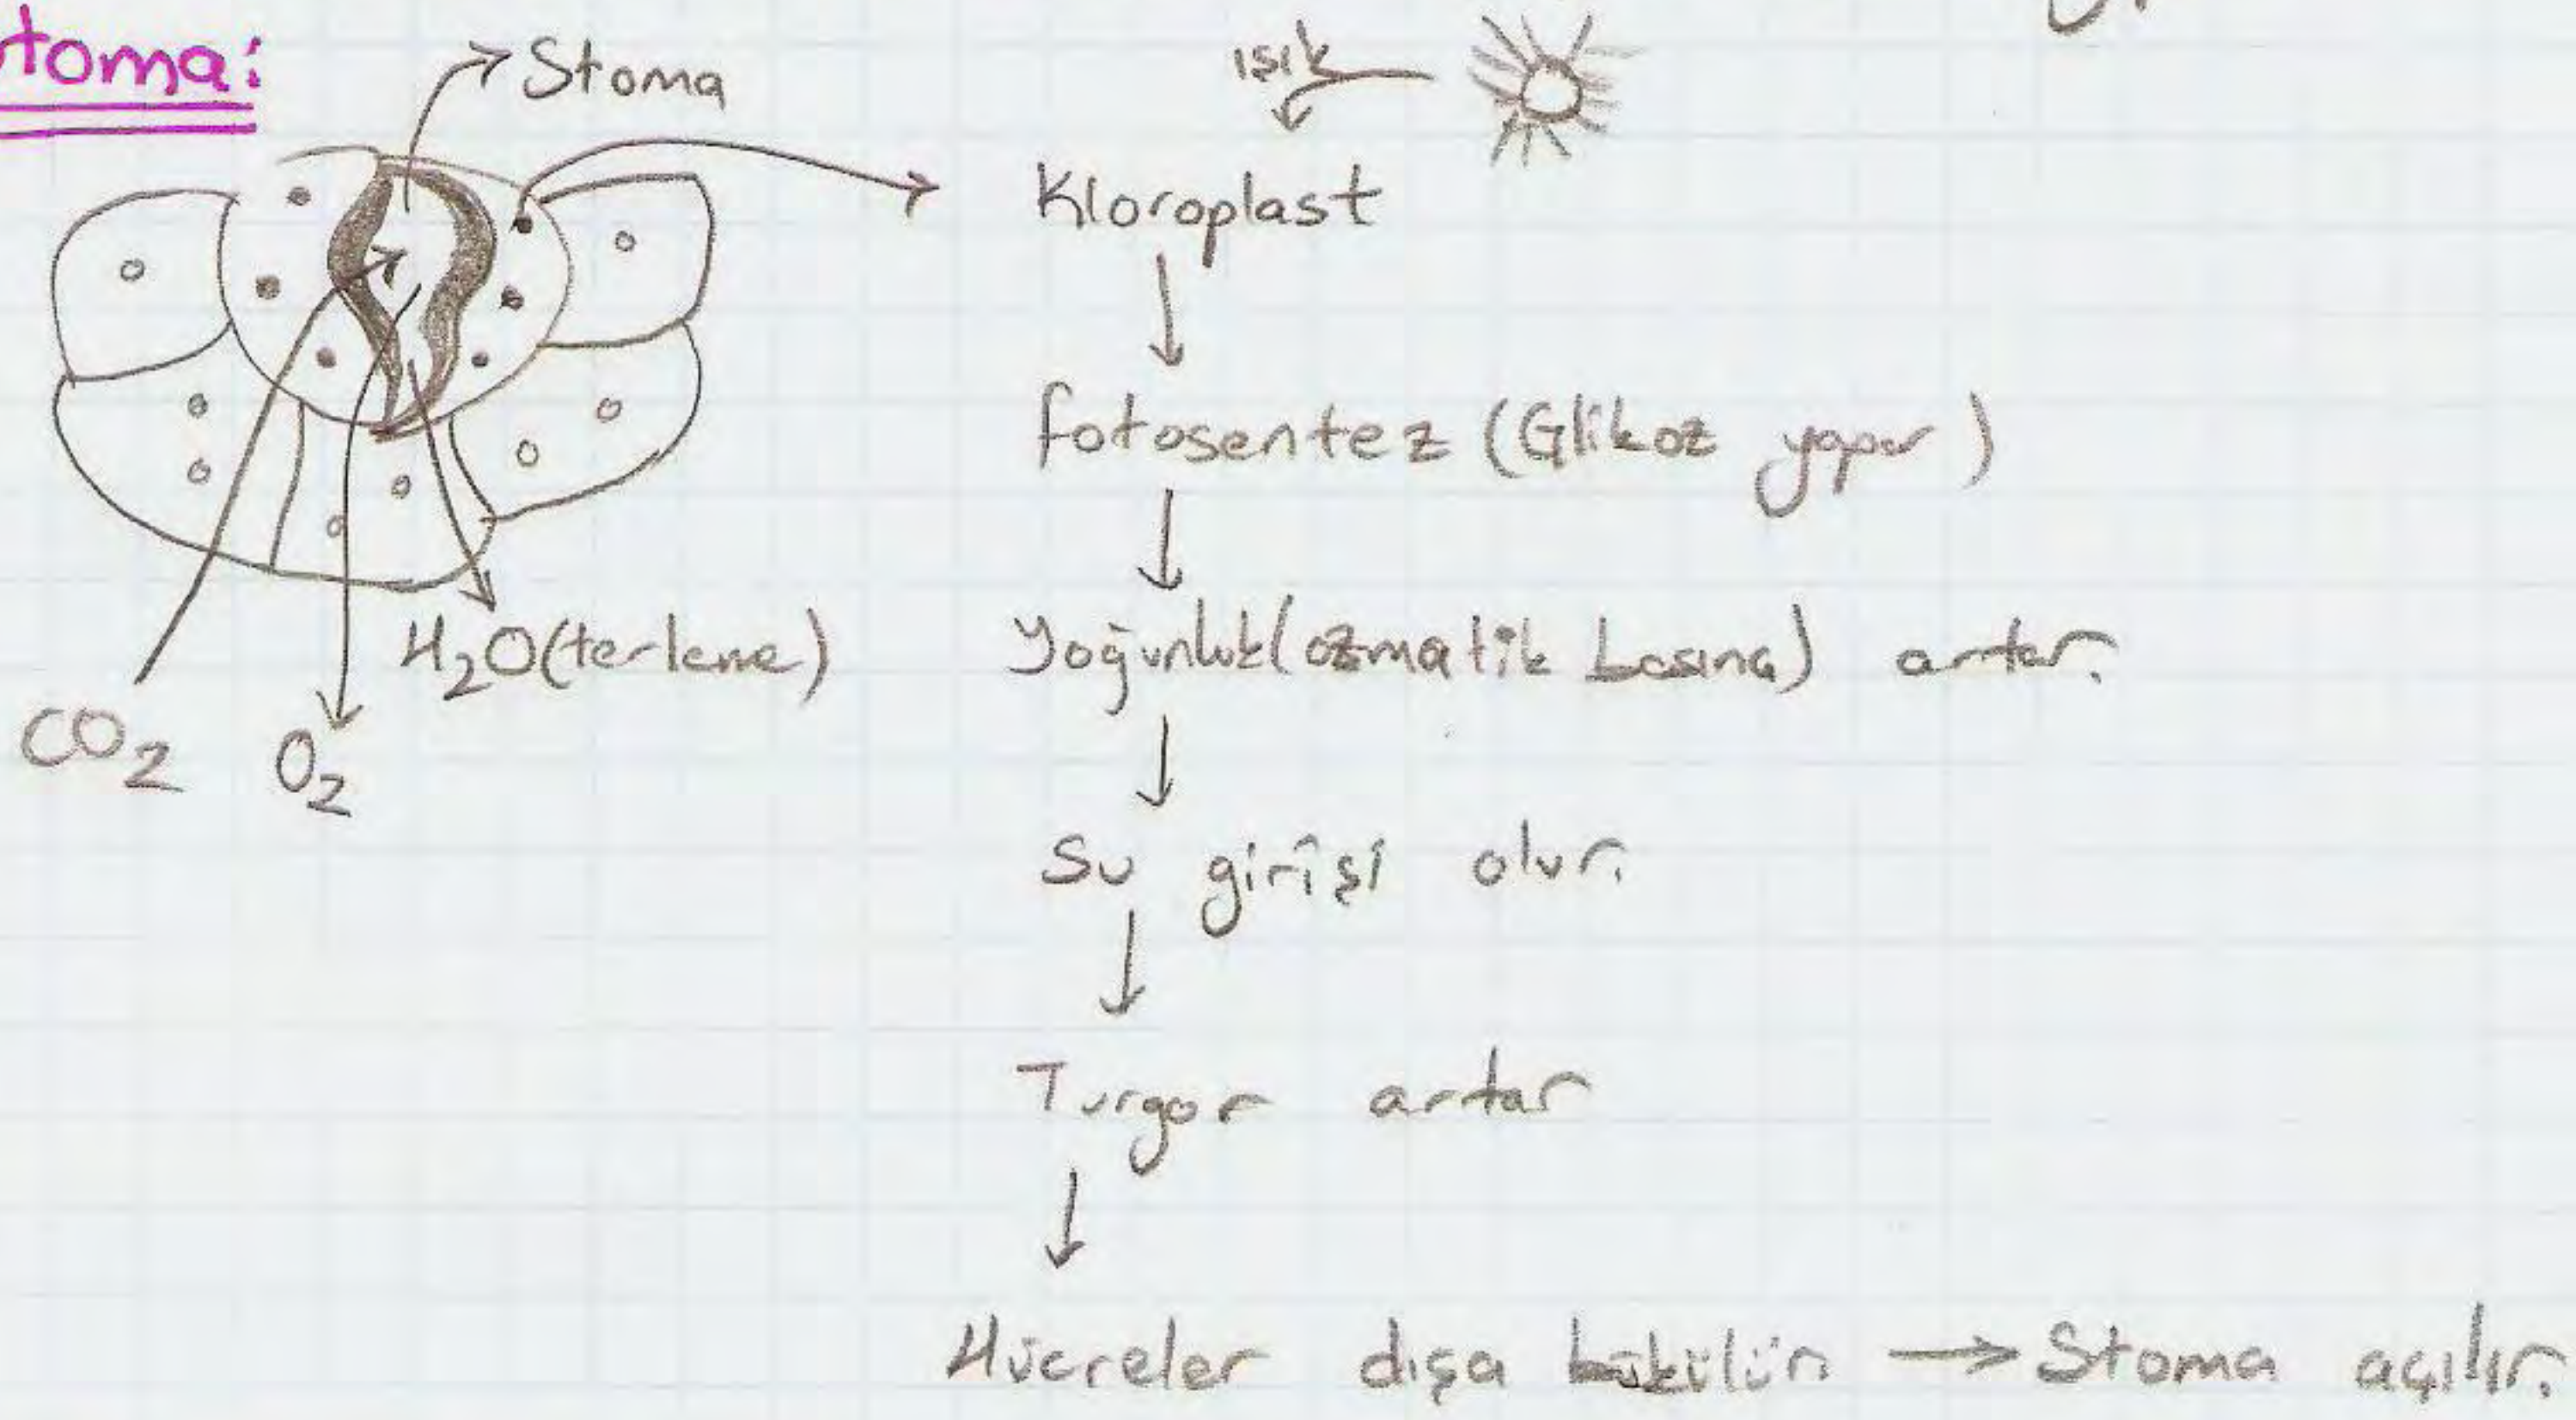 toma:
Stoma
ışık
Kloroplast
fotosentez (Glikoz yapar)
Yoğunluk(ozmatik basınç) artar.
Su girişi olur.
Turgor artar
Hücreler dışa bükülür → Stoma açılır.
H₂O(terleme)
CO₂
O₂